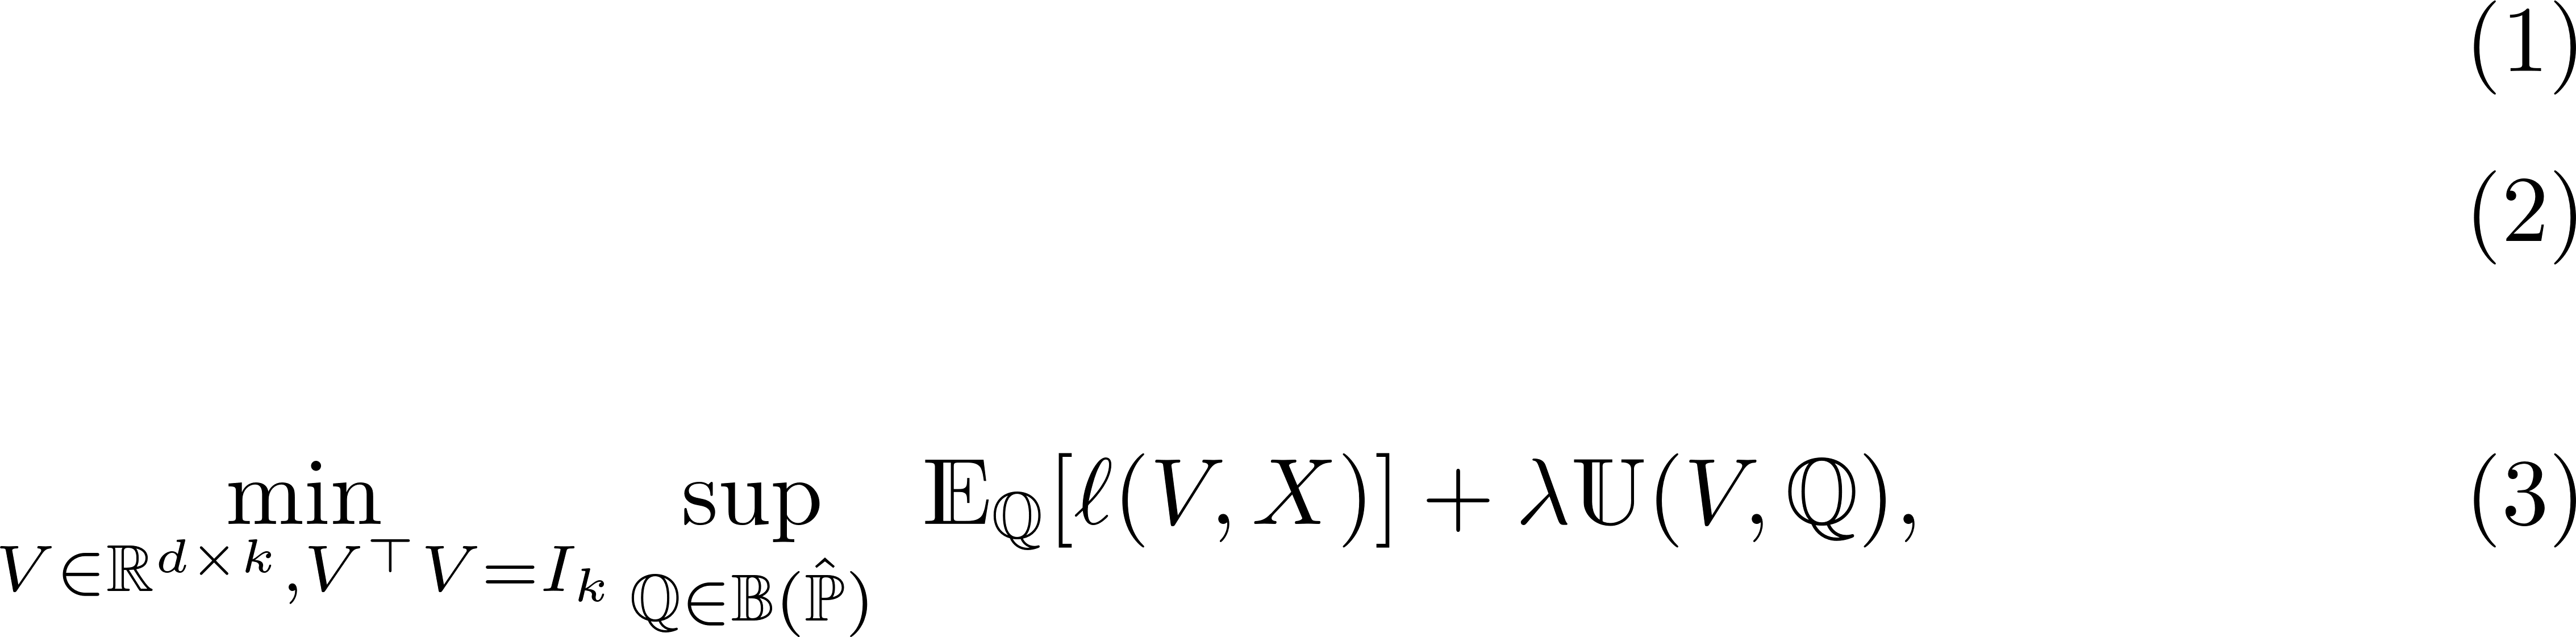 (1)
(2)
min_{V∈ℝ^{d×k}, V^⊤V=I_k} sup_{ℚ∈𝔹(ℙ̂)} 𝔼_ℚ[ℓ(V, X)] + λ𝕌(V, ℚ), (3)